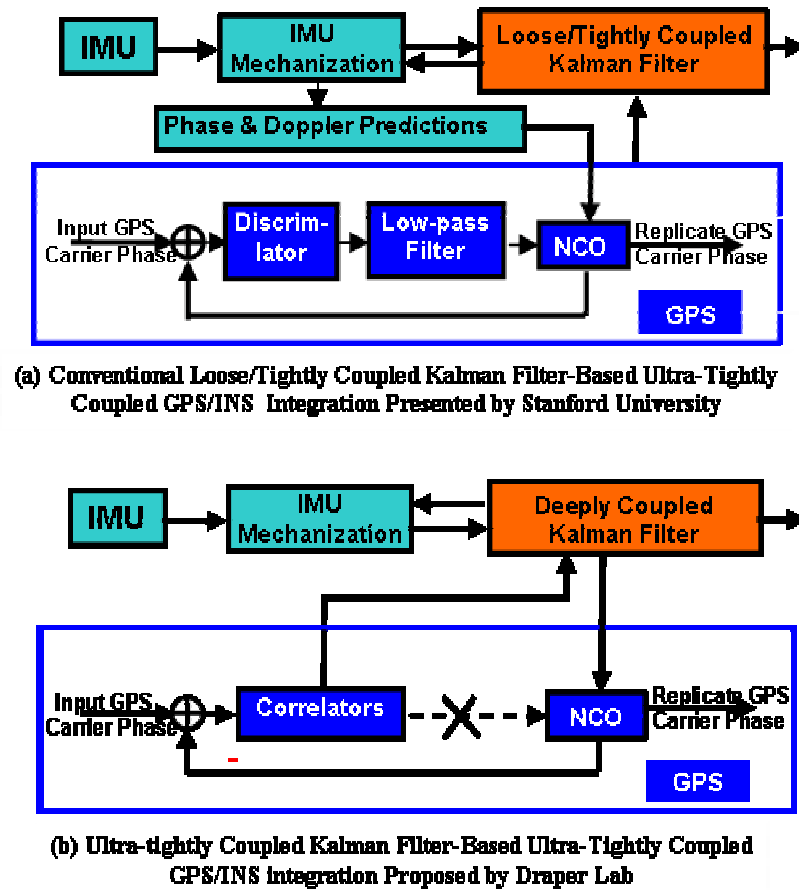 IMU
IMU
Mechanization
Loose/Tightly Coupled
Kalman Filter
Phase & Doppler Predictions
Input GPS
Carrier Phase
Discrim-
lator
Low-pass
Filter
NCO
Replicate GPS
Carrier Phase
GPS
(a) Conventional Loose/Tightly Coupled Kalman Filter-Based Ultra-Tightly
Coupled GPS/INS Integration Presented by Stanford University
IMU
IMU
Mechanization
Deeply Coupled
Kalman Filter
Input GPS
Carrier Phase
Correlators
NCO
Replicate GPS
Carrier Phase
-
GPS
(b) Ultra-tightly Coupled Kalman Filter-Based Ultra-Tightly Coupled
GPS/INS integration Proposed by Draper Lab